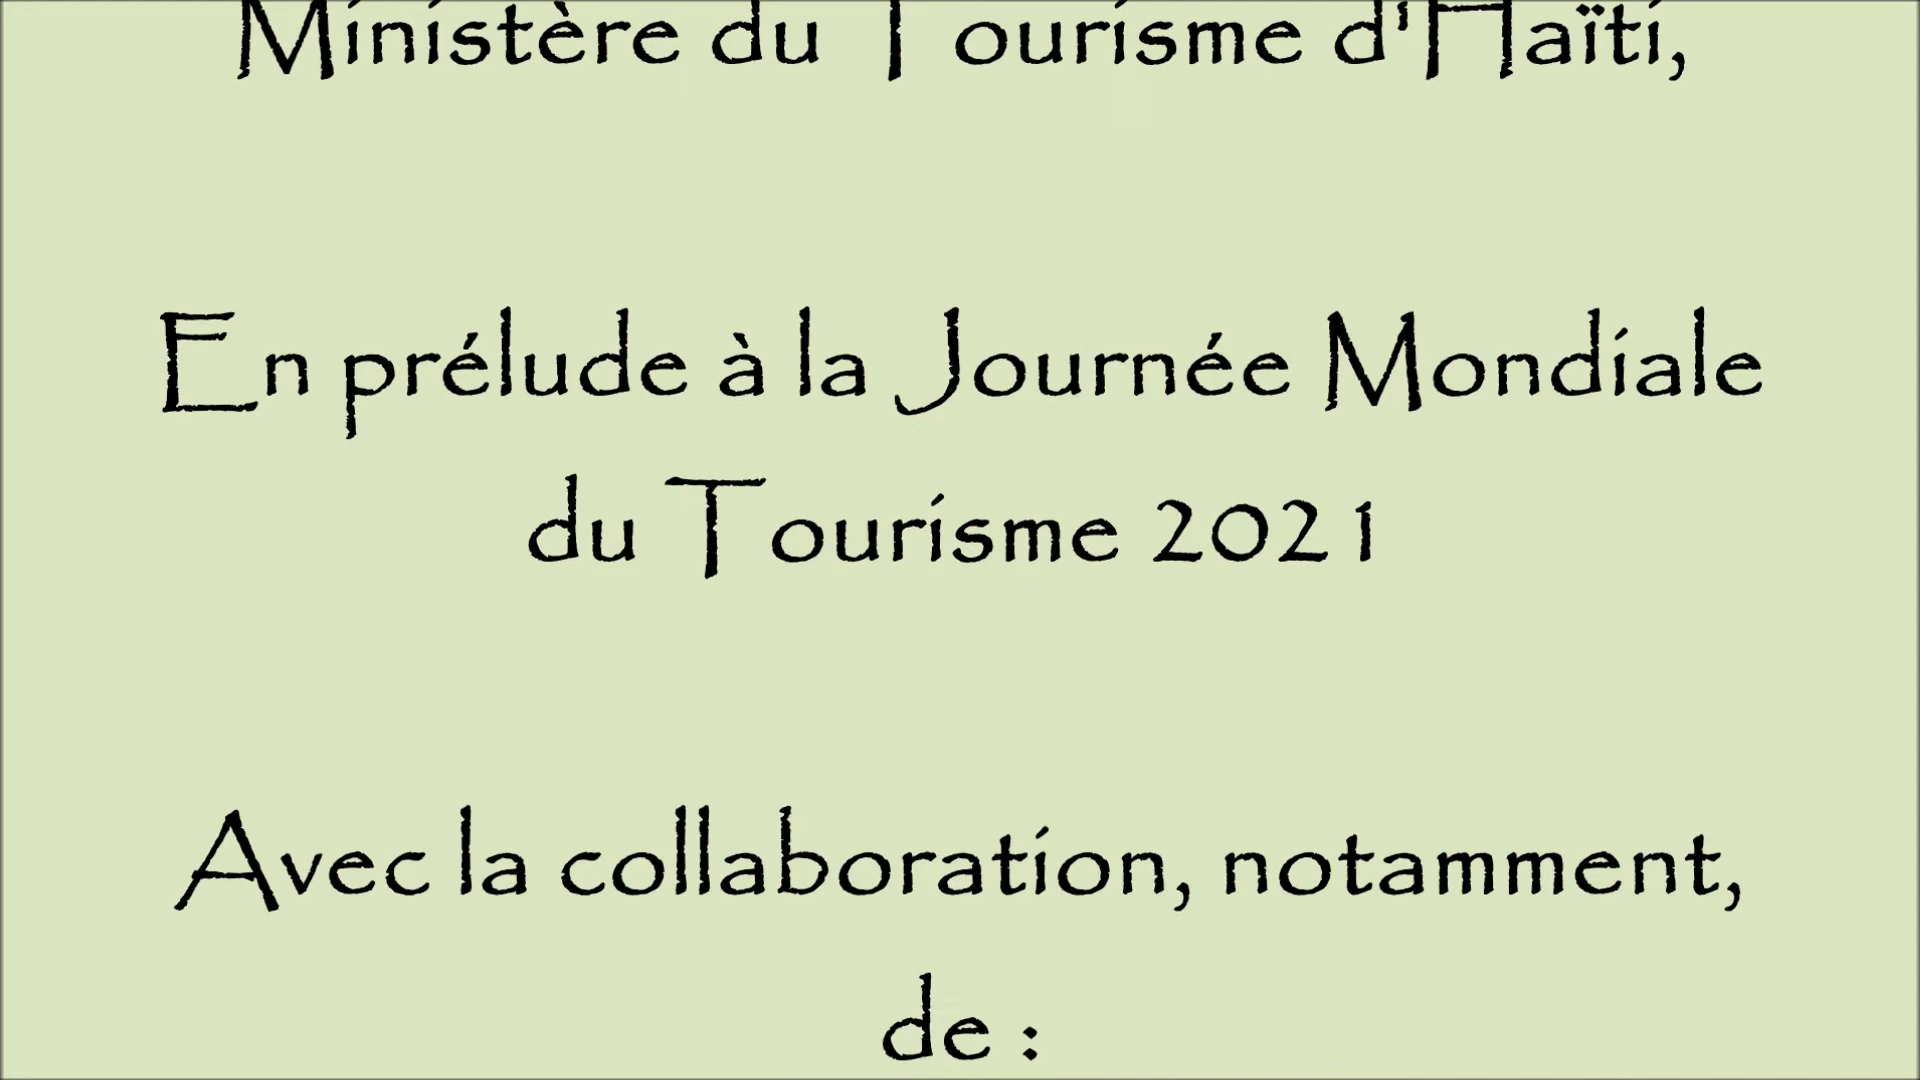 Ministère du Tourisme d'Haïti,
En prélude à la Journée Mondiale
du Tourisme 2021
Avec la collaboration, notamment,
de :